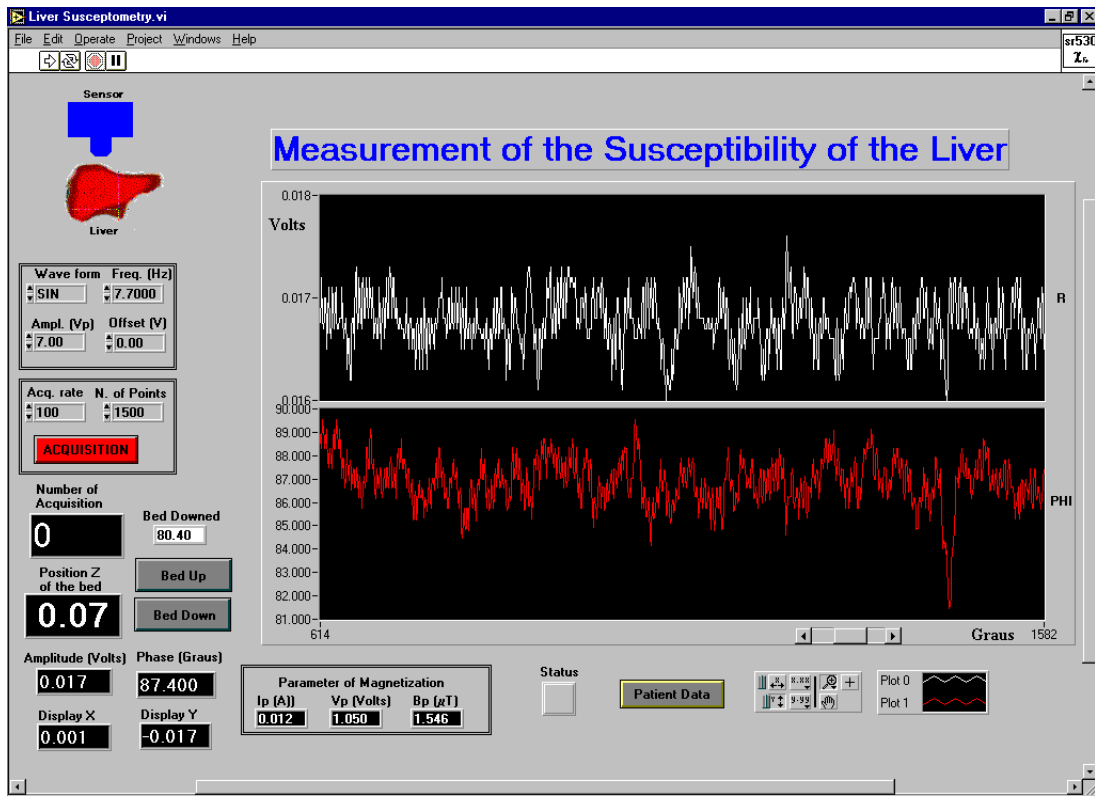 Liver Susceptometry.vi
File Edit Operate Project Windows Help
sr530
Sensor
Liver
Measurement of the Susceptibility of the Liver
Wave form Freq. (Hz)
SIN 7.7000
Ampl. (Vp) Offset (V)
7.00 0.00
Acq. rate N. of Points
100 1500
ACQUISITION
Number of
Acquisition
0
Bed Downed
80.40
Position Z
of the bed
0.07
Bed Up
Bed Down
Amplitude (Volts) Phase (Graus)
0.017 87.400
Display X Display Y
0.001 -0.017
0.018
Volts
0.017
R
0.016
90.000
89.000
88.000
87.000
86.000
PHI
85.000
84.000
83.000
82.000
81.000
614 Graus 1582
Parameter of Magnetization
Ip (A)) Vp (Volts) Bp (µT)
0.012 1.050 1.546
Status
Patient Data
X x.xx
Y y.yy
Plot 0
Plot 1